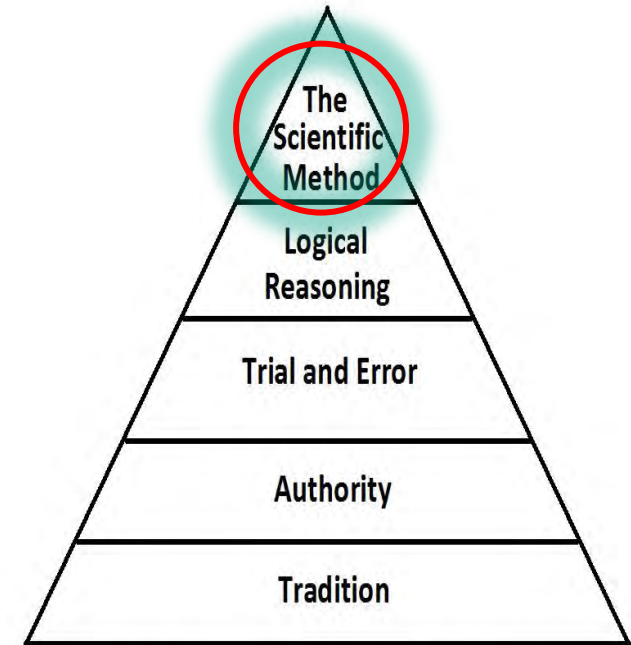 The
Scientific
Method
Logical
Reasoning
Trial and Error
Authority
Tradition